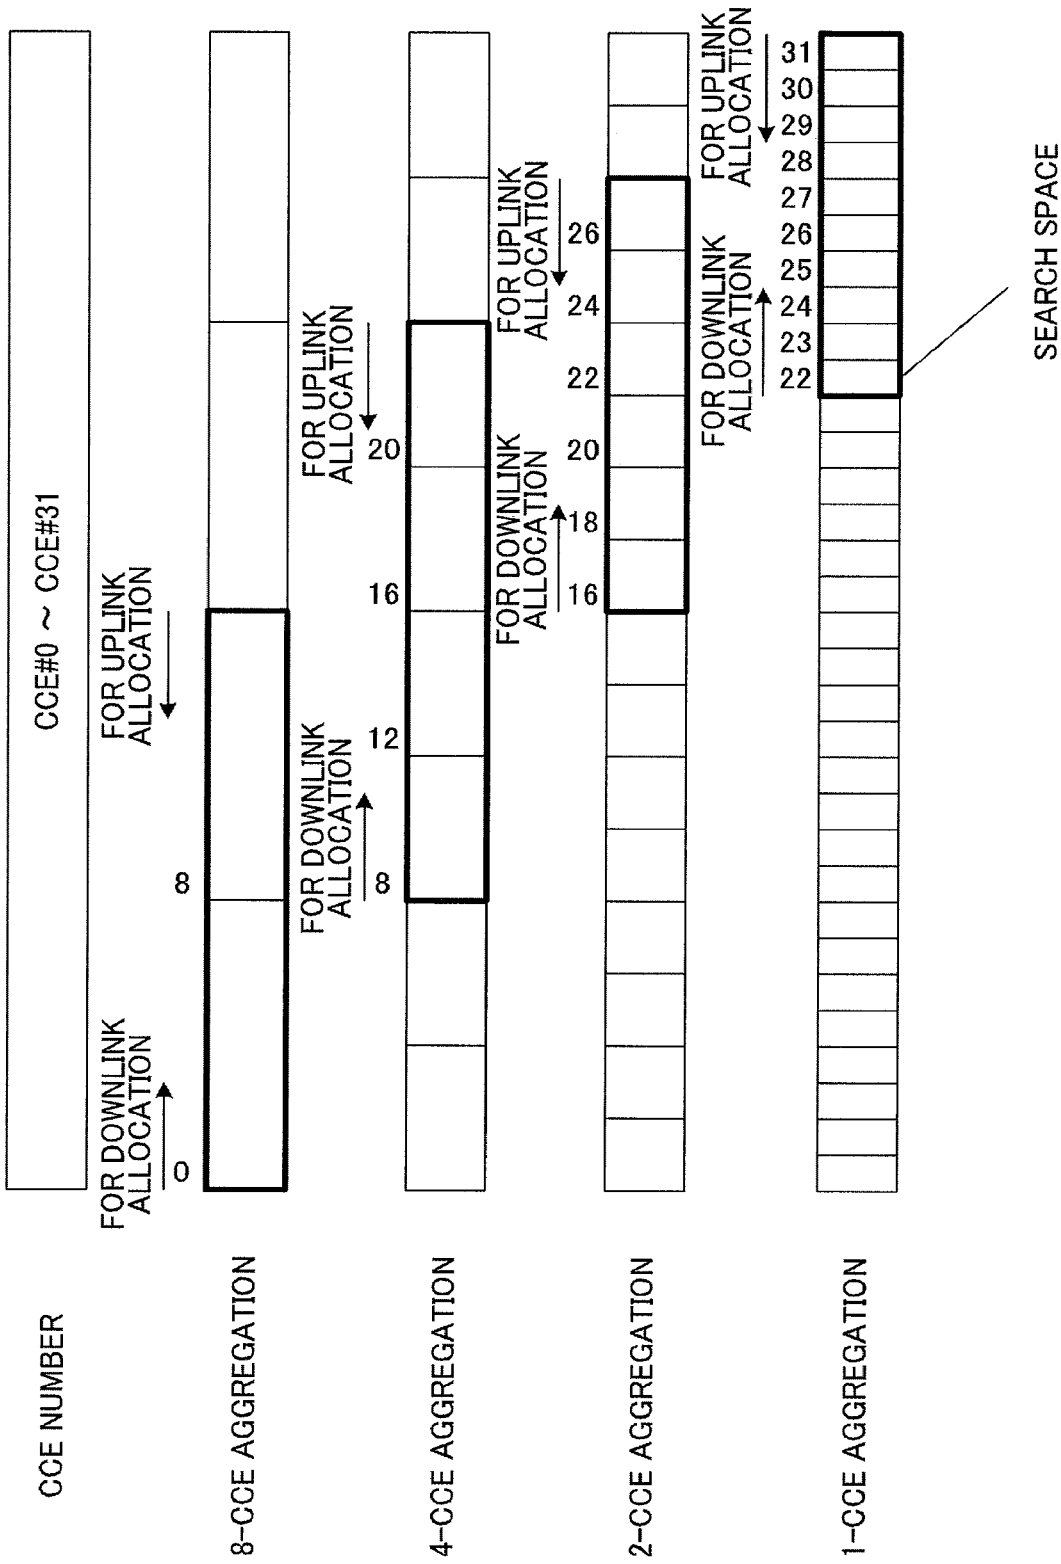 CCE NUMBER
CCE#0 ~ CCE#31
FOR DOWNLINK
ALLOCATION
FOR UPLINK
ALLOCATION
0
8
8-CCE AGGREGATION
FOR DOWNLINK
ALLOCATION
FOR UPLINK
ALLOCATION
8
12
16
20
4-CCE AGGREGATION
FOR DOWNLINK
ALLOCATION
FOR UPLINK
ALLOCATION
16
18
20
22
24
26
2-CCE AGGREGATION
FOR DOWNLINK
ALLOCATION
FOR UPLINK
ALLOCATION
22
23
24
25
26
27
28
29
30
31
1-CCE AGGREGATION
SEARCH SPACE